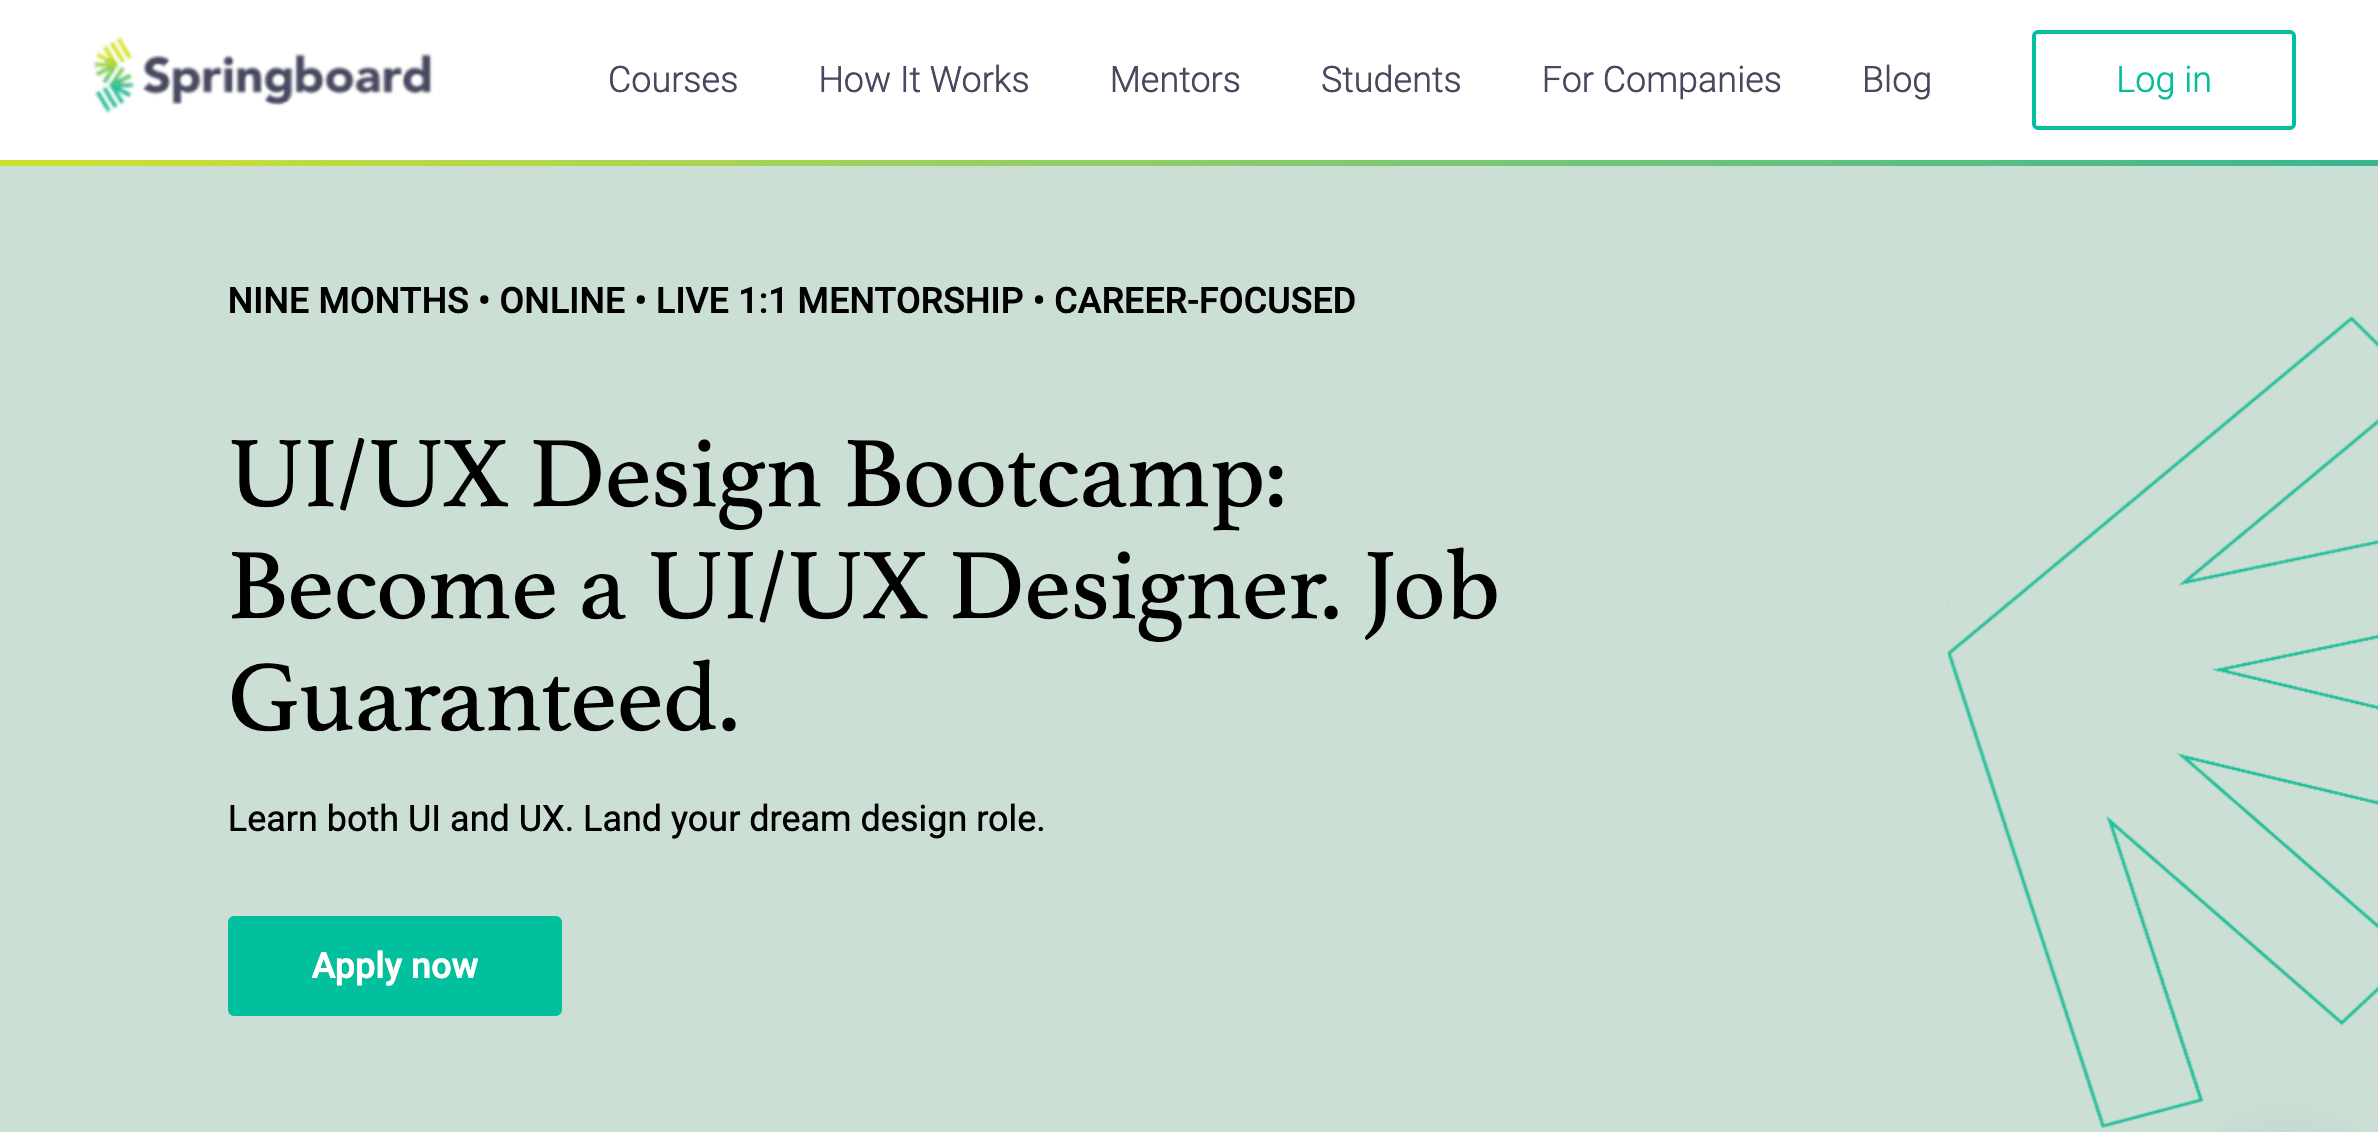 Springboard
Courses How It Works Mentors Students For Companies Blog Log in
NINE MONTHS • ONLINE • LIVE 1:1 MENTORSHIP • CAREER-FOCUSED
UI/UX Design Bootcamp:
Become a UI/UX Designer. Job
Guaranteed.
Learn both UI and UX. Land your dream design role.
Apply now